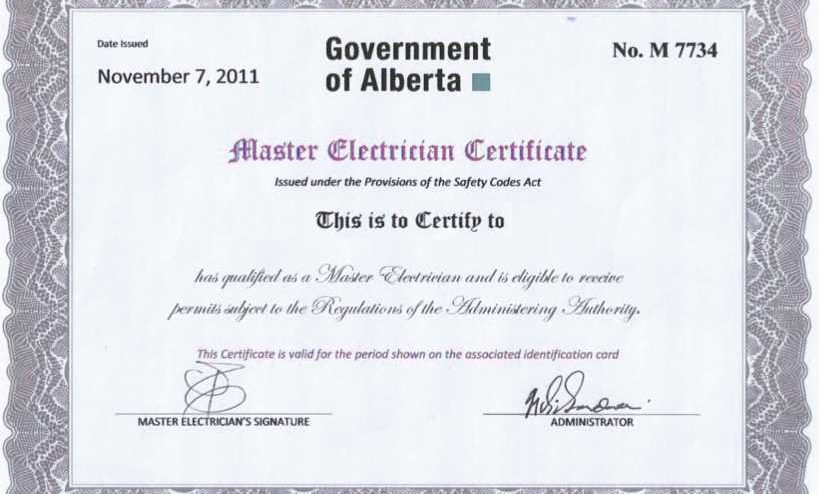 Date Issued
November 7, 2011
Government
of Alberta
No. M 7734
Master Electrician Certificate
Issued under the Provisions of the Safety Codes Act
This is to Certify to
has qualified as a Master Electrician and is eligible to receive
permits subject to the Regulations of the Administering Authority.
This Certificate is valid for the period shown on the associated identification card
MASTER ELECTRICIAN'S SIGNATURE
ADMINISTRATOR